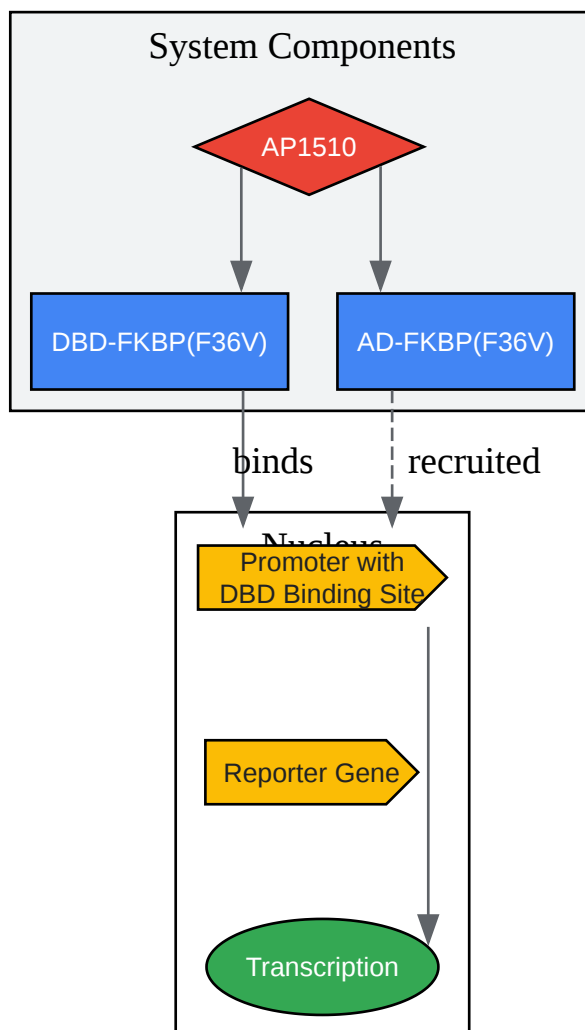 System Components
AP1510
DBD-FKBP(F36V)
AD-FKBP(F36V)
binds
recruited
Nucleus
Promoter with
DBD Binding Site
Reporter Gene
Transcription